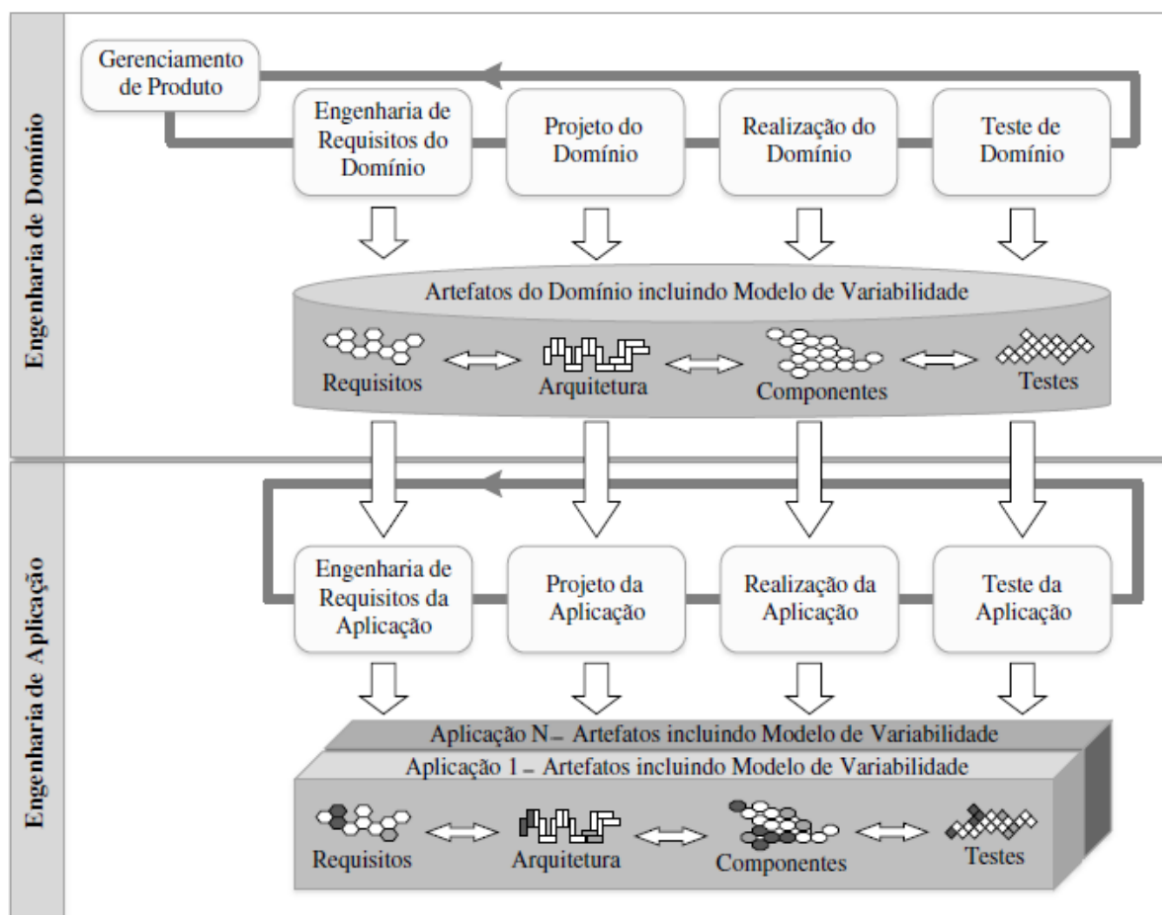 Engenharia de Domínio
Gerenciamento
de Produto
Engenharia de
Requisitos do
Domínio
Projeto do
Domínio
Realização do
Domínio
Teste de
Domínio
Artefatos do Domínio incluindo Modelo de Variabilidade
Requisitos
Arquitetura
Componentes
Testes
Engenharia de Aplicação
Engenharia de
Requisitos da
Aplicação
Projeto da
Aplicação
Realização da
Aplicação
Teste da
Aplicação
Aplicação N – Artefatos incluindo Modelo de Variabilidade
Aplicação 1 – Artefatos incluindo Modelo de Variabilidade
Requisitos
Arquitetura
Componentes
Testes